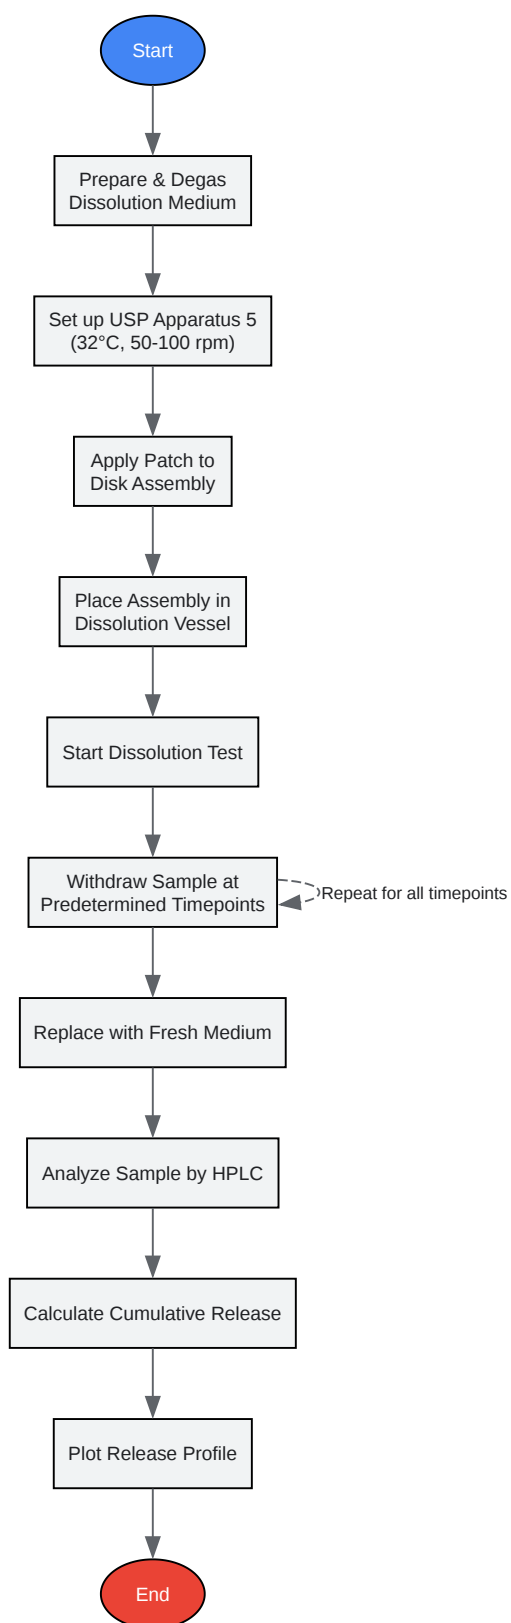 Start
Prepare & Degas
Dissolution Medium
Set up USP Apparatus 5
(32°C, 50-100 rpm)
Apply Patch to
Disk Assembly
Place Assembly in
Dissolution Vessel
Start Dissolution Test
Withdraw Sample at
Predetermined Timepoints
Repeat for all timepoints
Replace with Fresh Medium
Analyze Sample by HPLC
Calculate Cumulative Release
Plot Release Profile
End